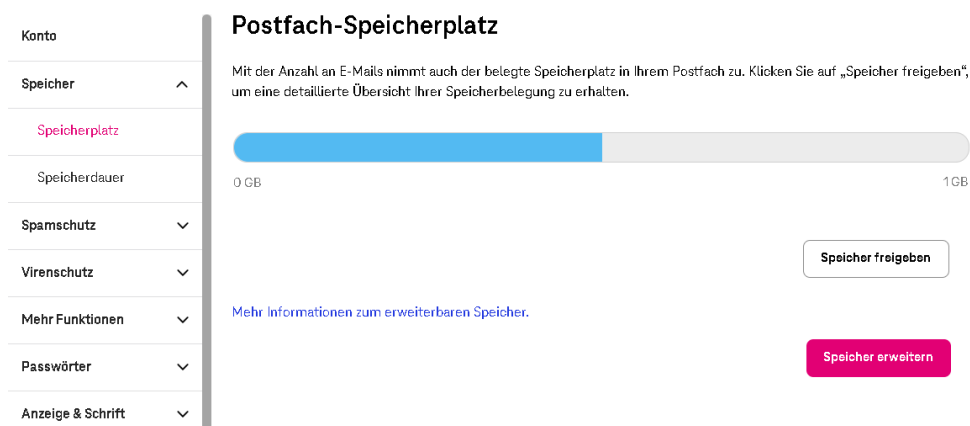 Konto
Speicher
Speicherplatz
Speicherdauer
Spamschutz
Virenschutz
Mehr Funktionen
Passwörter
Anzeige & Schrift
Postfach-Speicherplatz
Mit der Anzahl an E-Mails nimmt auch der belegte Speicherplatz in Ihrem Postfach zu. Klicken Sie auf „Speicher freigeben“,
um eine detaillierte Übersicht Ihrer Speicherbelegung zu erhalten.
0 GB
1 GB
Speicher freigeben
Mehr Informationen zum erweiterbaren Speicher.
Speicher erweitern